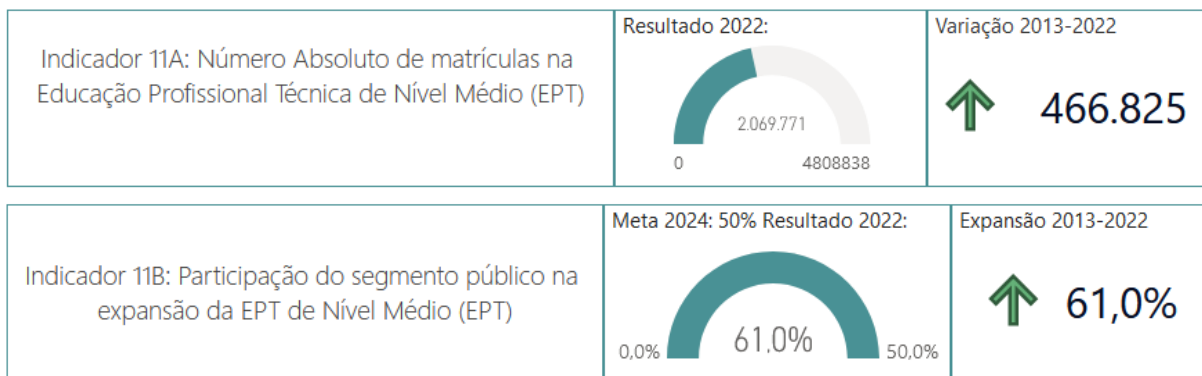 Indicador 11A: Número Absoluto de matrículas na
Educação Profissional Técnica de Nível Médio (EPT)
Resultado 2022:
2.069.771
0
4808838
Variação 2013-2022
466.825
Indicador 11B: Participação do segmento público na
expansão da EPT de Nível Médio (EPT)
Meta 2024: 50% Resultado 2022:
61,0%
0,0%
50,0%
Expansão 2013-2022
61,0%